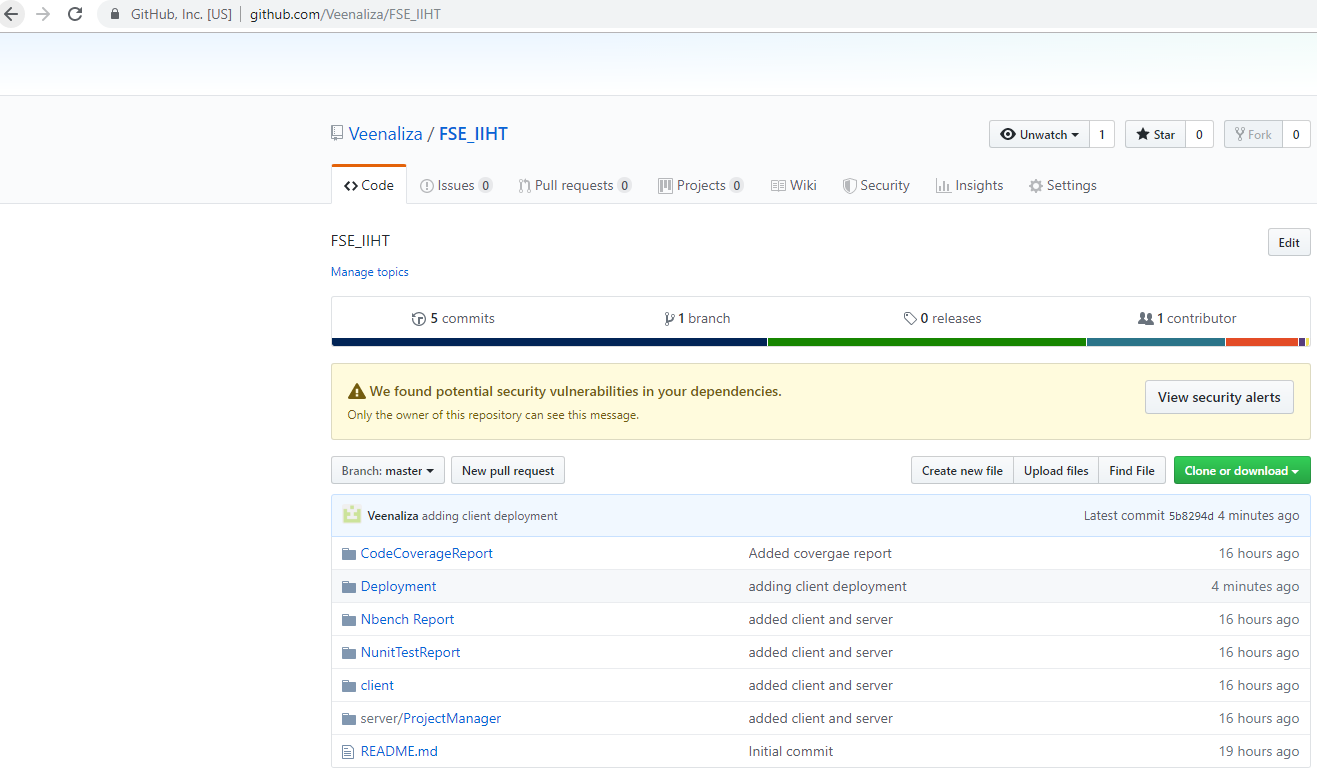 GitHub, Inc. [US] | github.com/Veenaliza/FSE_IIHT
Veenaliza / FSE_IIHT
Unwatch 1 Star 0 Fork 0
Code Issues 0 Pull requests 0 Projects 0 Wiki Security Insights Settings
FSE_IIHT Edit
Manage topics
5 commits 1 branch 0 releases 1 contributor
We found potential security vulnerabilities in your dependencies.
View security alerts
Only the owner of this repository can see this message.
Branch: master New pull request Create new file Upload files Find File Clone or download
Veenaliza adding client deployment Latest commit 5b8294d 4 minutes ago
CodeCoverageReport Added covergae report 16 hours ago
Deployment adding client deployment 4 minutes ago
Nbench Report added client and server 16 hours ago
NunitTestReport added client and server 16 hours ago
client added client and server 16 hours ago
server/ProjectManager added client and server 16 hours ago
README.md Initial commit 19 hours ago